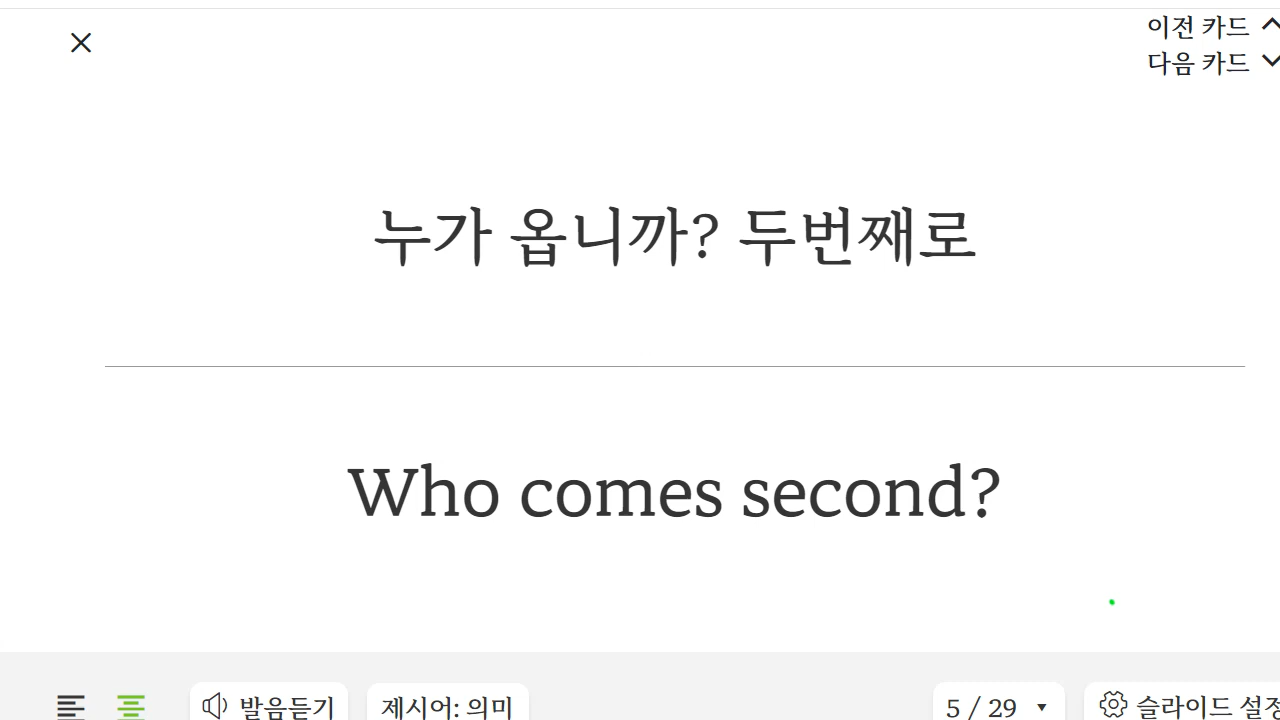 이전 카드
다음 카드
누가 옵니까? 두번째로
Who comes second?
발음듣기 제시어: 의미 5 / 29 슬라이드 설정